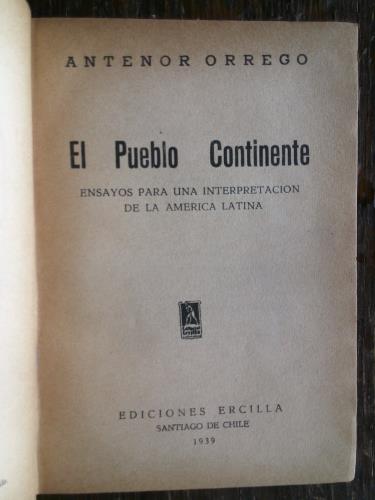 ANTENOR ORREGO
El Pueblo Continente
ENSAYOS PARA UNA INTERPRETACION
DE LA AMERICA LATINA
EDICIONES ERCILLA
SANTIAGO DE CHILE
1939